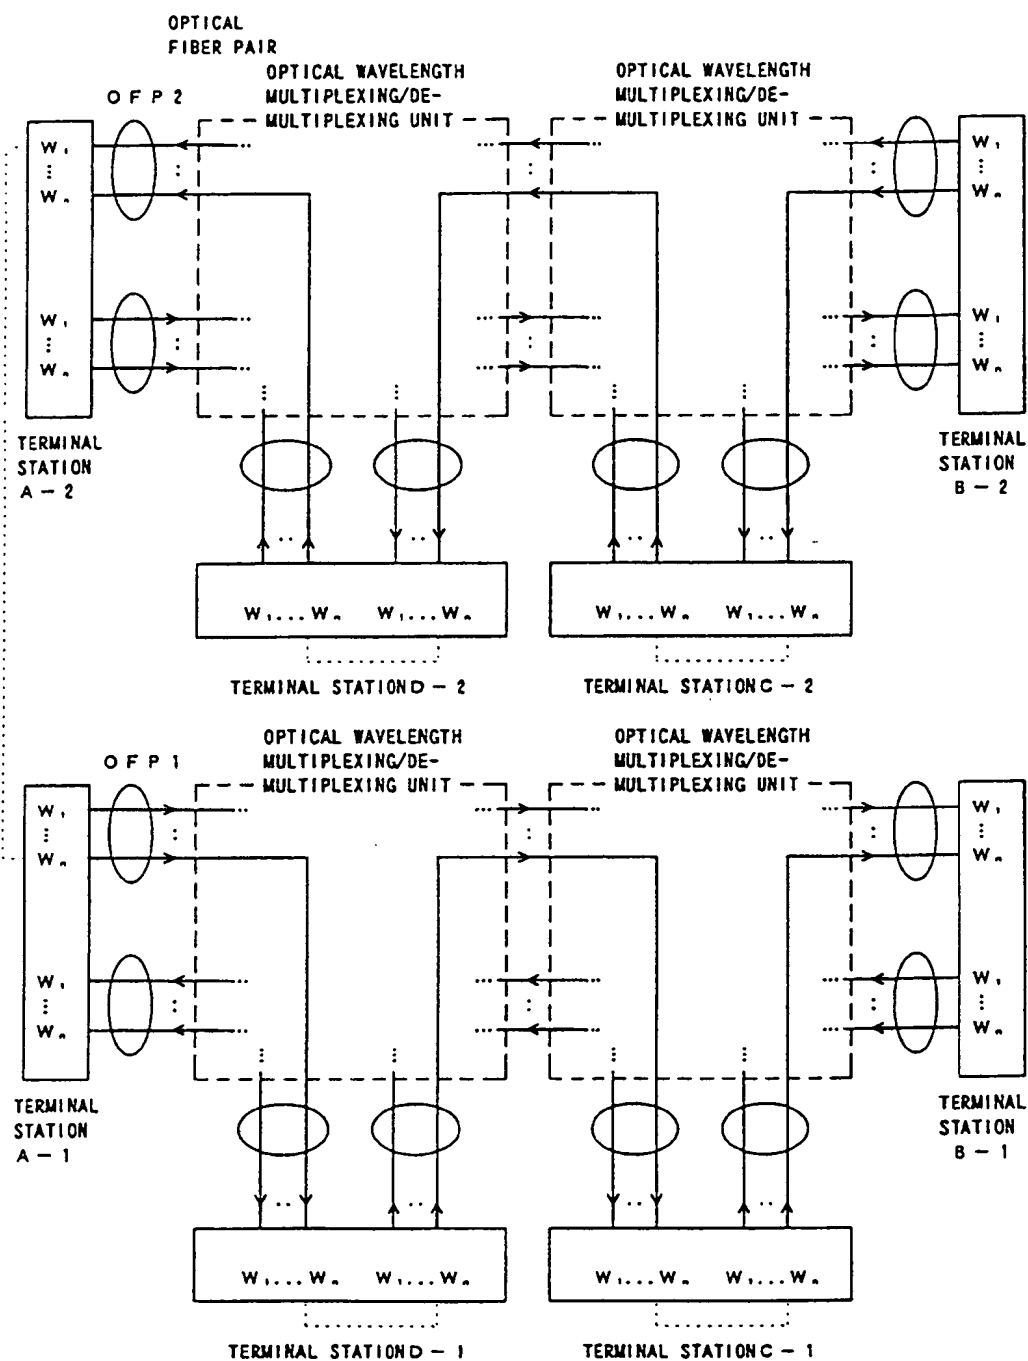 OPTICAL
FIBER PAIR
OPTICAL WAVELENGTH
MULTIPLEXING/DE-
MULTIPLEXING UNIT
OPTICAL WAVELENGTH
MULTIPLEXING/DE-
MULTIPLEXING UNIT
OFP2
W₁
⋮
Wₙ
W₁
⋮
Wₙ
W₁
⋮
Wₙ
W₁
⋮
Wₙ
TERMINAL
STATION
A-2
TERMINAL
STATION
B-2
W₁...Wₙ W₁...Wₙ
W₁...Wₙ W₁...Wₙ
TERMINAL STATION D-2
TERMINAL STATION C-2
OPTICAL WAVELENGTH
MULTIPLEXING/DE-
MULTIPLEXING UNIT
OPTICAL WAVELENGTH
MULTIPLEXING/DE-
MULTIPLEXING UNIT
OFP1
W₁
⋮
Wₙ
W₁
⋮
Wₙ
W₁
⋮
Wₙ
W₁
⋮
Wₙ
TERMINAL
STATION
A-1
TERMINAL
STATION
B-1
W₁...Wₙ W₁...Wₙ
W₁...Wₙ W₁...Wₙ
TERMINAL STATION D-1
TERMINAL STATION C-1